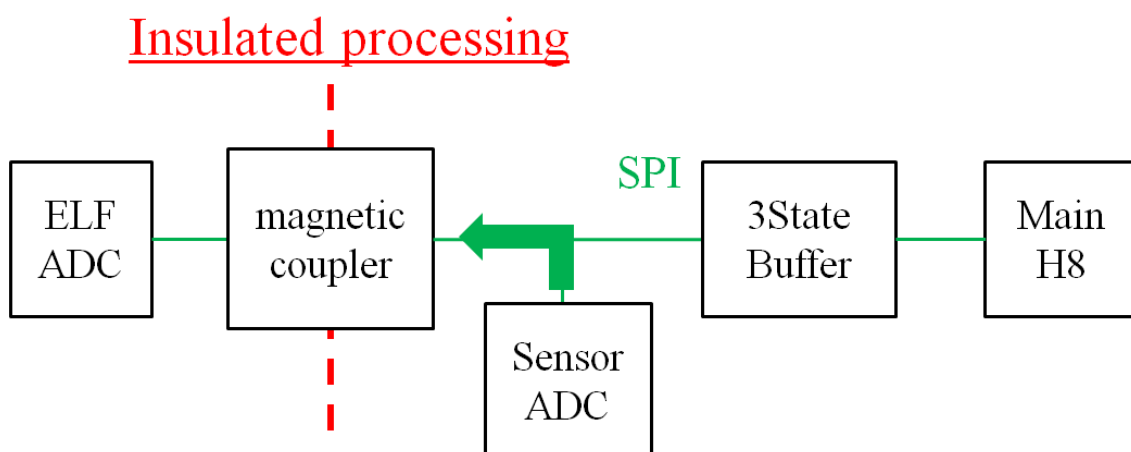 Insulated processing
ELF
ADC
magnetic
coupler
SPI
3State
Buffer
Main
H8
Sensor
ADC